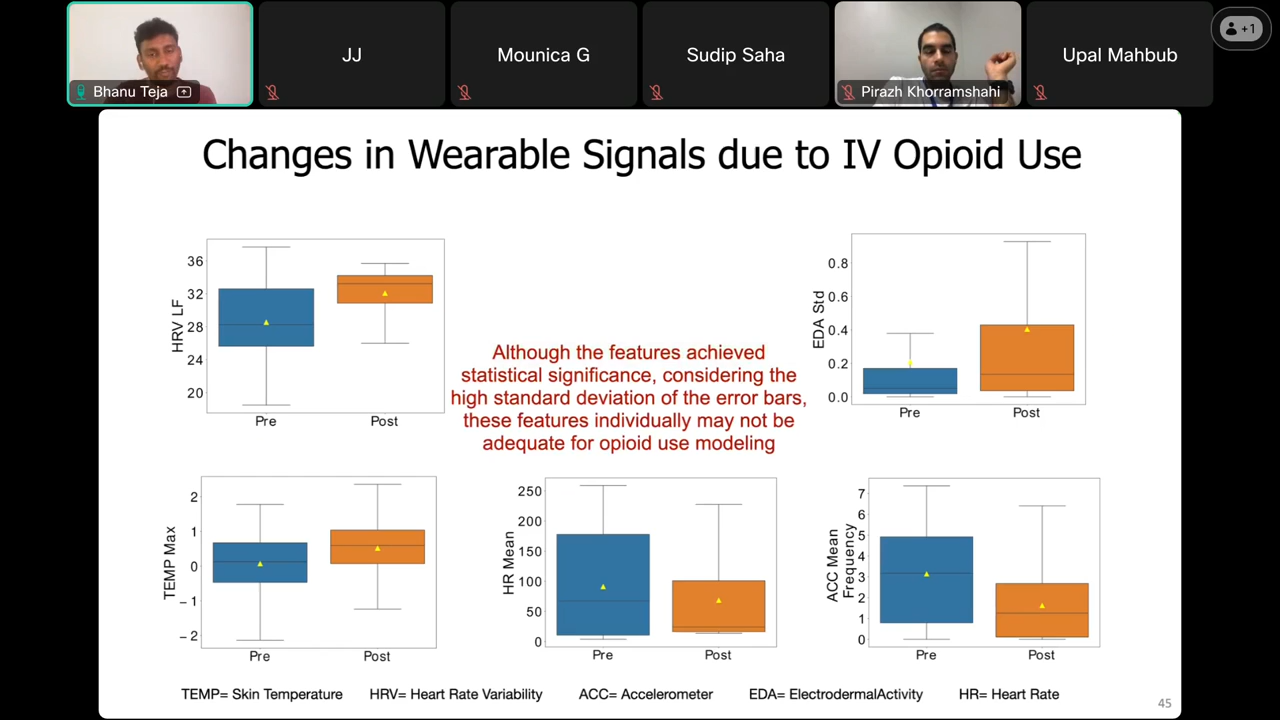 Bhanu Teja
JJ
Mounica G
Sudip Saha
Pirazh Khorramshahi
Upal Mahbub
+1
Changes in Wearable Signals due to IV Opioid Use
HRV LF
36
32
28
24
20
Pre
Post
Although the features achieved
statistical significance, considering the
high standard deviation of the error bars,
these features individually may not be
adequate for opioid use modeling
EDA Std
0.8
0.6
0.4
0.2
0.0
Pre
Post
TEMP Max
2
1
0
−1
−2
Pre
Post
HR Mean
250
200
150
100
50
0
Pre
Post
ACC Mean
Frequency
7
6
5
4
3
2
1
0
Pre
Post
TEMP= Skin Temperature
HRV= Heart Rate Variability
ACC= Accelerometer
EDA= ElectrodermalActivity
HR= Heart Rate
45